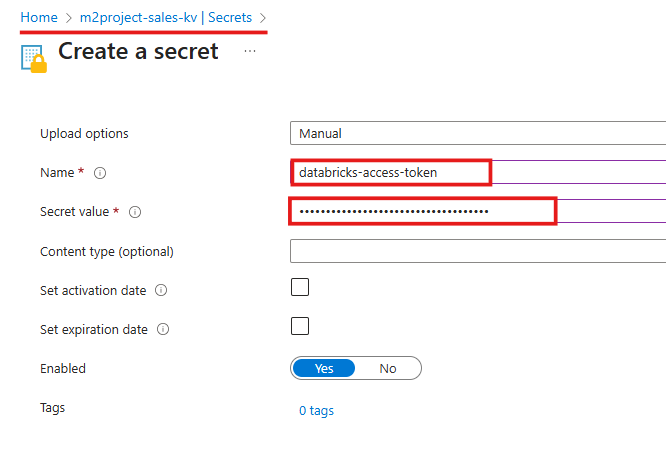 Home > m2project-sales-kv | Secrets >
Create a secret ...
Upload options Manual
Name * databricks-access-token
Secret value * ••••••••••••••••••••••••••••••••••••
Content type (optional)
Set activation date
Set expiration date
Enabled Yes No
Tags 0 tags